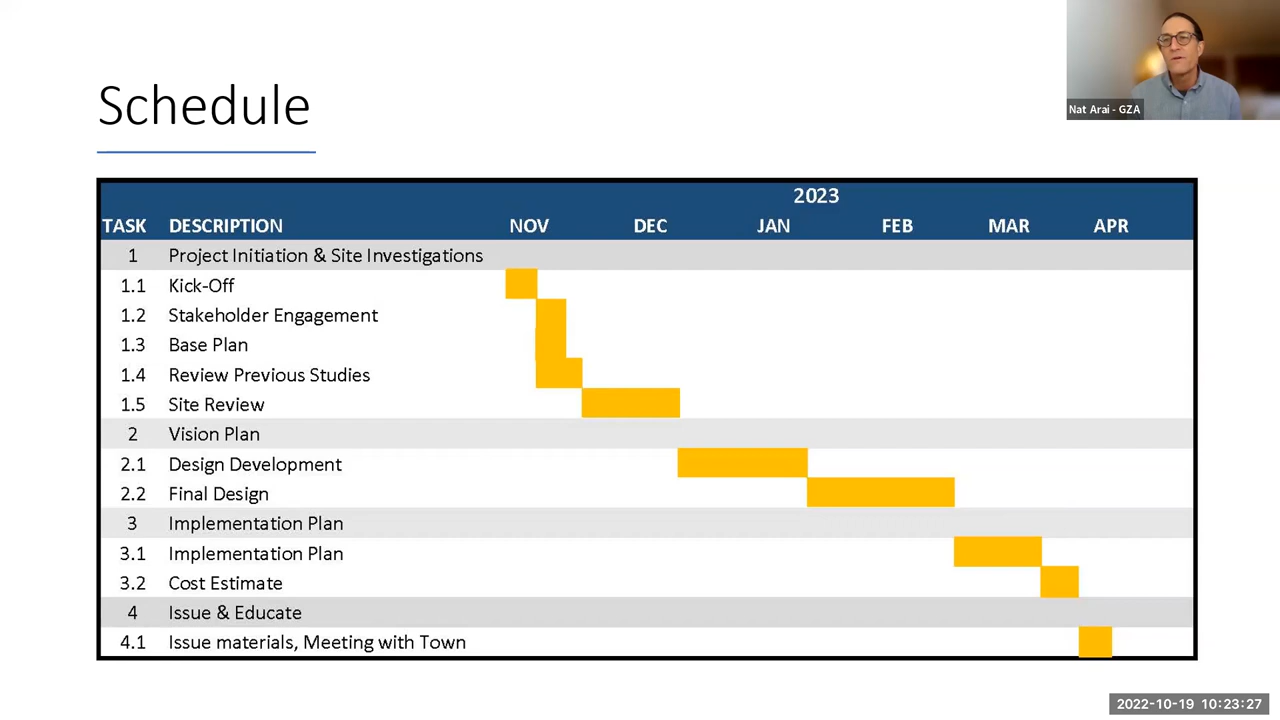 Nat Arai - GZA
Schedule
2023
TASK DESCRIPTION NOV DEC JAN FEB MAR APR
1 Project Initiation & Site Investigations
1.1 Kick-Off
1.2 Stakeholder Engagement
1.3 Base Plan
1.4 Review Previous Studies
1.5 Site Review
2 Vision Plan
2.1 Design Development
2.2 Final Design
3 Implementation Plan
3.1 Implementation Plan
3.2 Cost Estimate
4 Issue & Educate
4.1 Issue materials, Meeting with Town
2022-10-19 10:23:27